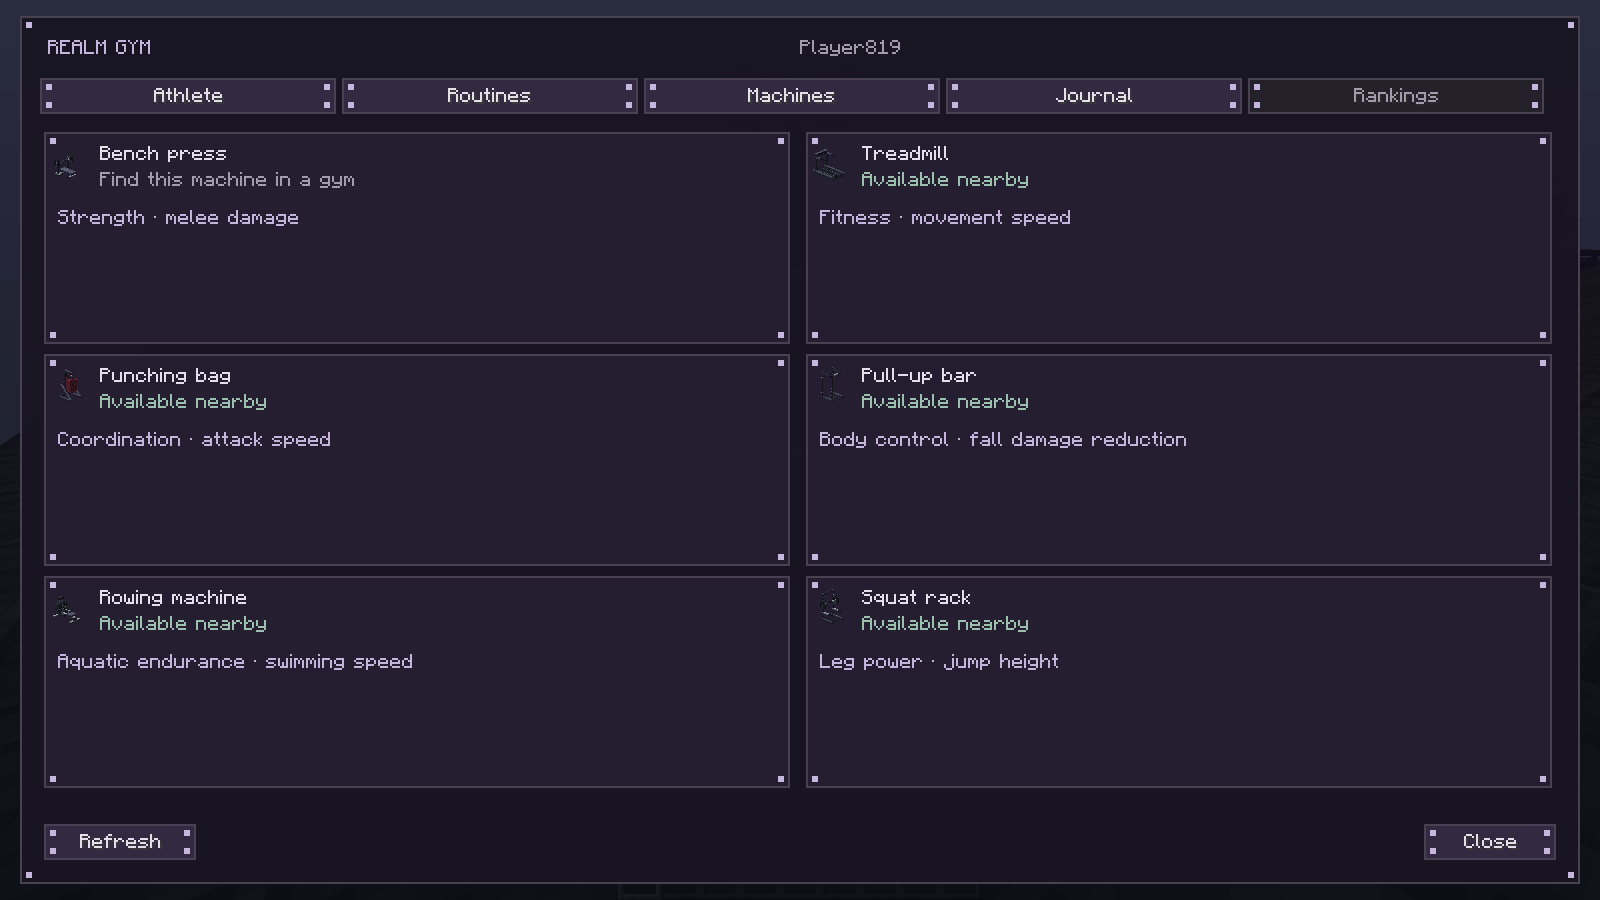 REALM GYM
Player819
Athlete
Routines
Machines
Journal
Rankings
Bench press
Find this machine in a gym
Strength · melee damage
Treadmill
Available nearby
Fitness · movement speed
Punching bag
Available nearby
Coordination · attack speed
Pull-up bar
Available nearby
Body control · fall damage reduction
Rowing machine
Available nearby
Aquatic endurance · swimming speed
Squat rack
Available nearby
Leg power · jump height
Refresh
Close